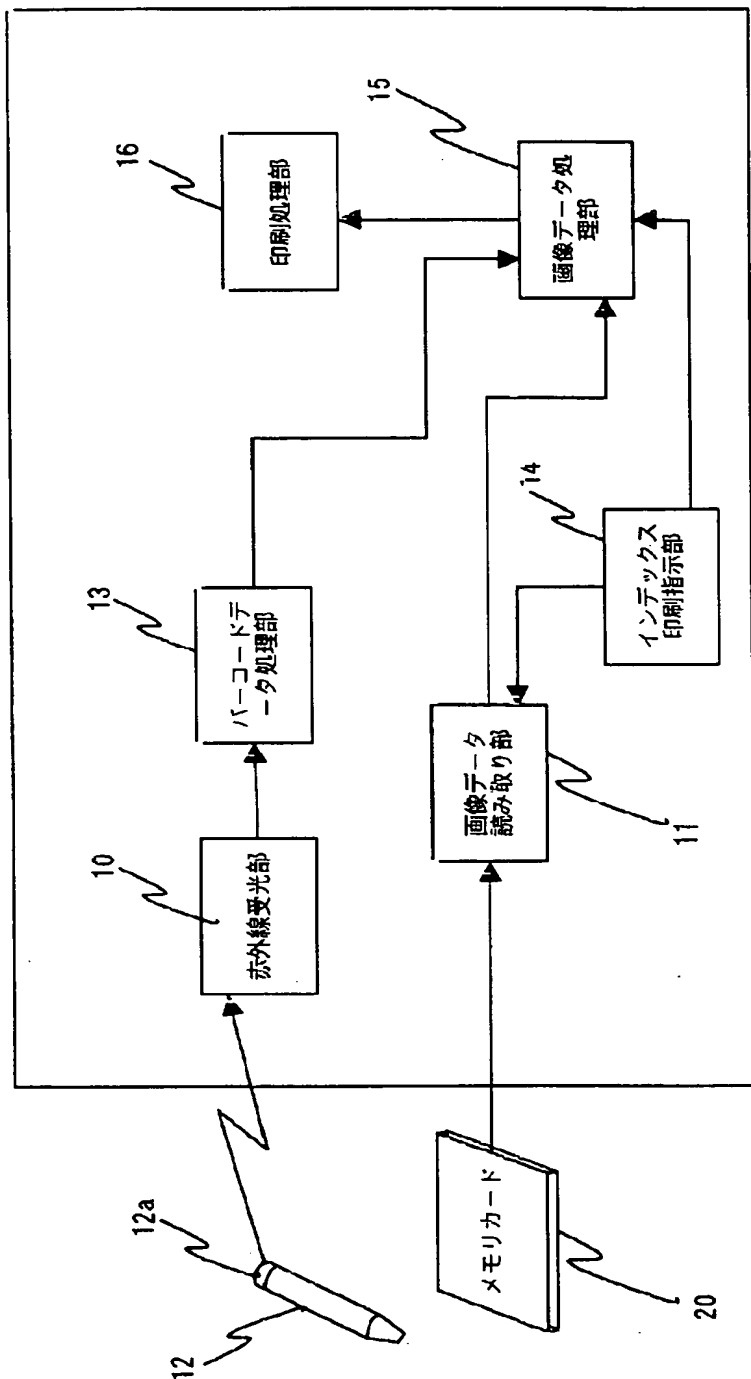 12
12a
10
赤外線受光部
13
バーコードデ
ータ処理部
16
印刷処理部
15
画像データ処
理部
メモリカード
20
画像データ
読み取り部
11
14
インデックス
印刷指示部